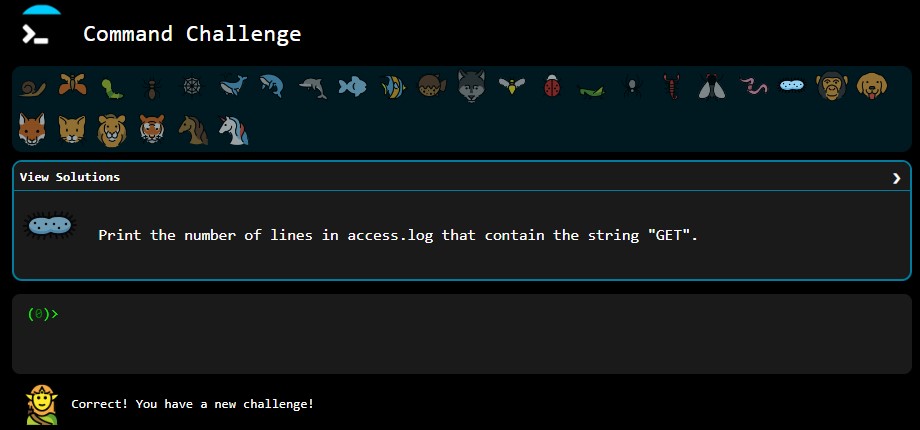 Command Challenge
View Solutions
Print the number of lines in access.log that contain the string "GET".
(0)>
Correct! You have a new challenge!